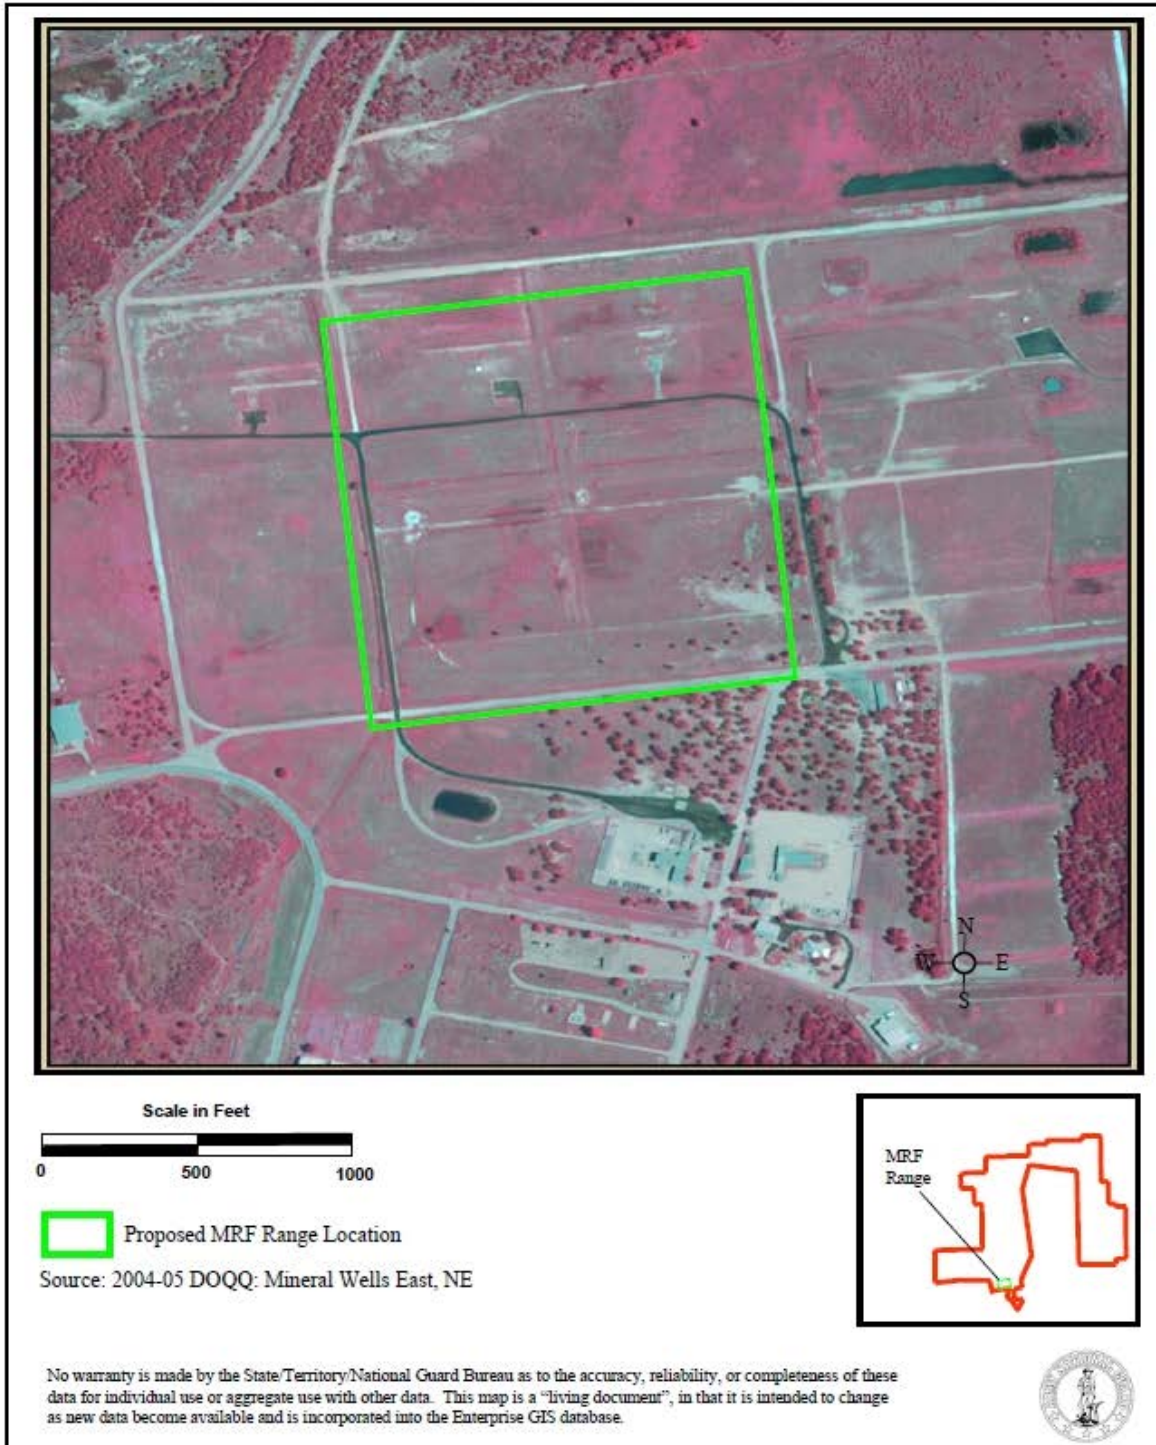 N
W E
S
Scale in Feet
0 500 1000
MRF
Range
Proposed MRF Range Location
Source: 2004-05 DOQQ: Mineral Wells East, NE
No warranty is made by the State/Territory/National Guard Bureau as to the accuracy, reliability, or completeness of these
data for individual use or aggregate use with other data. This map is a “living document”, in that it is intended to change
as new data become available and is incorporated into the Enterprise GIS database.